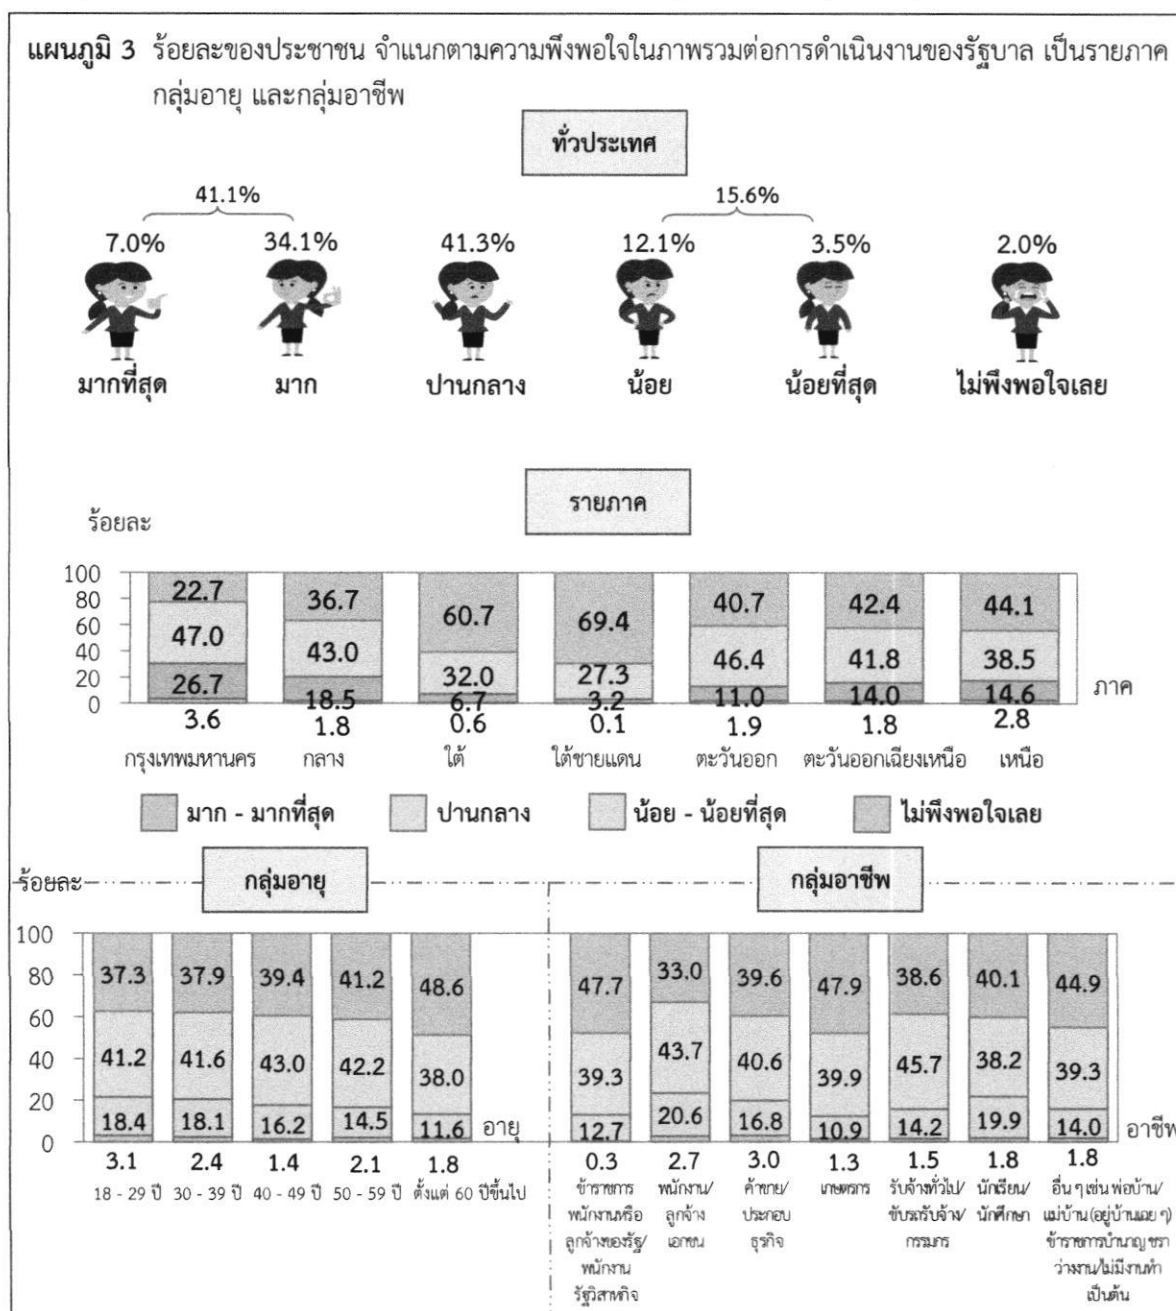 แผนภูมิ 3 ร้อยละของประชาชน จำแนกตามความพึงพอใจในภาพรวมต่อการดำเนินงานของรัฐบาล เป็นรายภาค
กลุ่มอายุ และกลุ่มอาชีพ
ทั่วประเทศ
41.1% 15.6%
7.0% 34.1% 41.3% 12.1% 3.5% 2.0%
มากที่สุด มาก ปานกลาง น้อย น้อยที่สุด ไม่พึงพอใจเลย
รายภาค
ร้อยละ
100 22.7 36.7 60.7 69.4 40.7 42.4 44.1
80
60 47.0 43.0 32.0 27.3 46.4 41.8 38.5
40
20 26.7 18.5 6.7 3.2 11.0 14.0 14.6
0 ภาค
3.6 1.8 0.6 0.1 1.9 1.8 2.8
กรุงเทพมหานคร กลาง ใต้ ใต้ชายแดน ตะวันออก ตะวันออกเฉียงเหนือ เหนือ
มาก - มากที่สุด ปานกลาง น้อย - น้อยที่สุด ไม่พึงพอใจเลย
ร้อยละ กลุ่มอายุ กลุ่มอาชีพ
100
80 37.3 37.9 39.4 41.2 48.6 47.7 33.0 39.6 47.9 38.6 40.1 44.9
60
40 41.2 41.6 43.0 42.2 38.0 39.3 43.7 40.6 39.9 45.7 38.2 39.3
20 18.4 18.1 16.2 14.5 11.6 อายุ 12.7 20.6 16.8 10.9 14.2 19.9 14.0 อาชีพ
0
3.1 2.4 1.4 2.1 1.8 0.3 2.7 3.0 1.3 1.5 1.8 1.8
18 - 29 ปี 30 - 39 ปี 40 - 49 ปี 50 - 59 ปี ตั้งแต่ 60 ปีขึ้นไป
ข้าราชการ พนักงาน/ ค้าขาย/ เกษตรกร รับจ้างทั่วไป/ นักเรียน/ อื่น ๆ เช่น พ่อบ้าน/
พนักงานหรือ ลูกจ้าง ประกอบ ขับรถรับจ้าง/ นักศึกษา แม่บ้าน (อยู่บ้านเฉย ๆ)
ลูกจ้างของรัฐ/ เอกชน ธุรกิจ กรรมกร ข้าราชการบำนาญ ชรา
พนักงาน ว่างงาน/ไม่มีงานทำ
รัฐวิสาหกิจ เป็นต้น